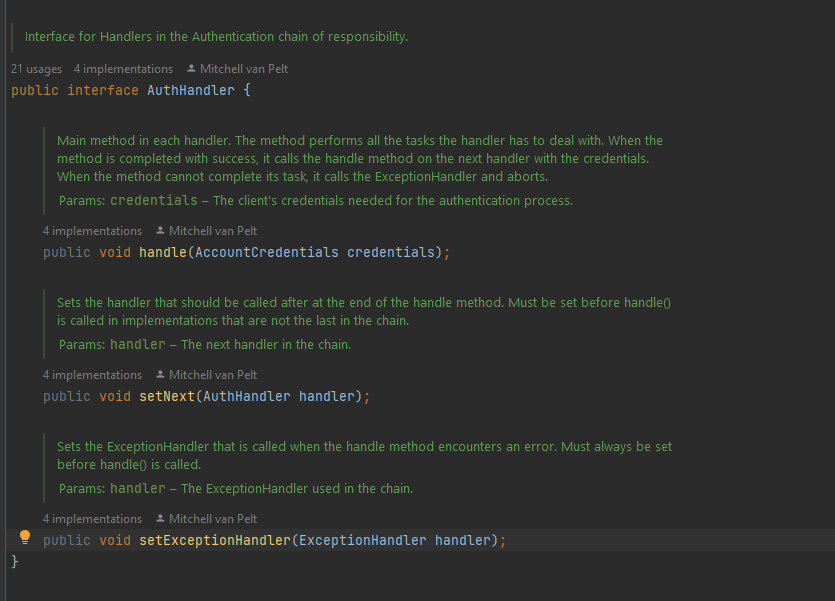 Interface for Handlers in the Authentication chain of responsibility.
21 usages 4 implementations Mitchell van Pelt
public interface AuthHandler {
Main method in each handler. The method performs all the tasks the handler has to deal with. When the
method is completed with success, it calls the handle method on the next handler with the credentials.
When the method cannot complete its task, it calls the ExceptionHandler and aborts.
Params: credentials – The client's credentials needed for the authentication process.
4 implementations Mitchell van Pelt
public void handle(AccountCredentials credentials);
Sets the handler that should be called after at the end of the handle method. Must be set before handle()
is called in implementations that are not the last in the chain.
Params: handler – The next handler in the chain.
4 implementations Mitchell van Pelt
public void setNext(AuthHandler handler);
Sets the ExceptionHandler that is called when the handle method encounters an error. Must always be set
before handle() is called.
Params: handler – The ExceptionHandler used in the chain.
4 implementations Mitchell van Pelt
public void setExceptionHandler(ExceptionHandler handler);
}